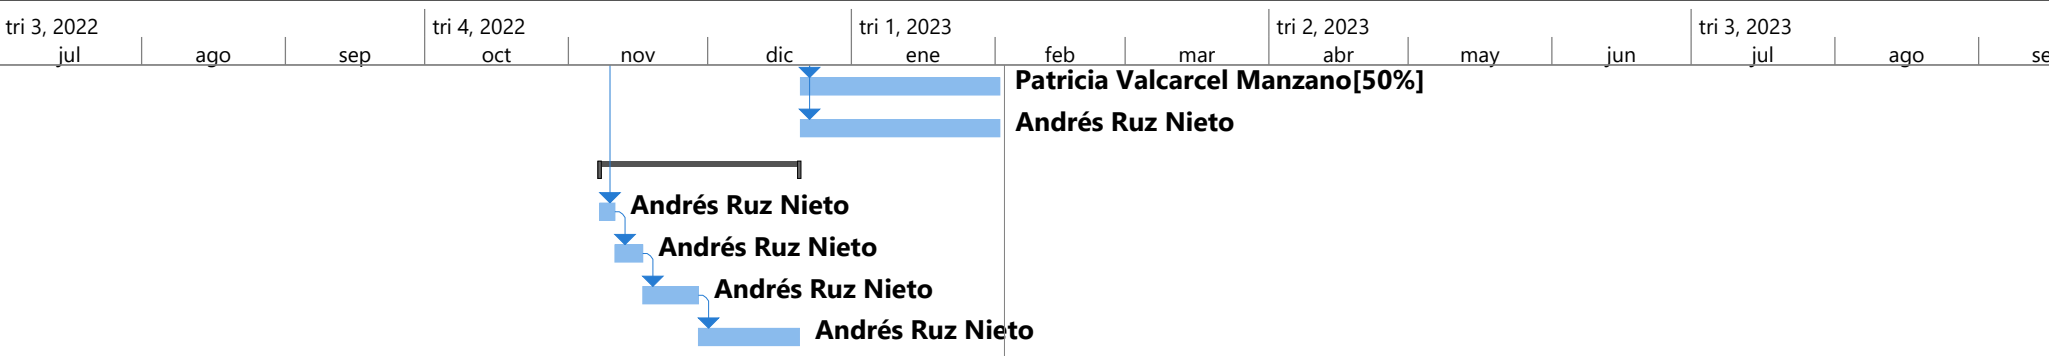 tri 3, 2022 tri 4, 2022 tri 1, 2023 tri 2, 2023 tri 3, 2023
jul ago sep oct nov dic ene feb mar abr may jun jul ago se
Patricia Valcarcel Manzano[50%]
Andrés Ruz Nieto
Andrés Ruz Nieto
Andrés Ruz Nieto
Andrés Ruz Nieto
Andrés Ruz Nieto